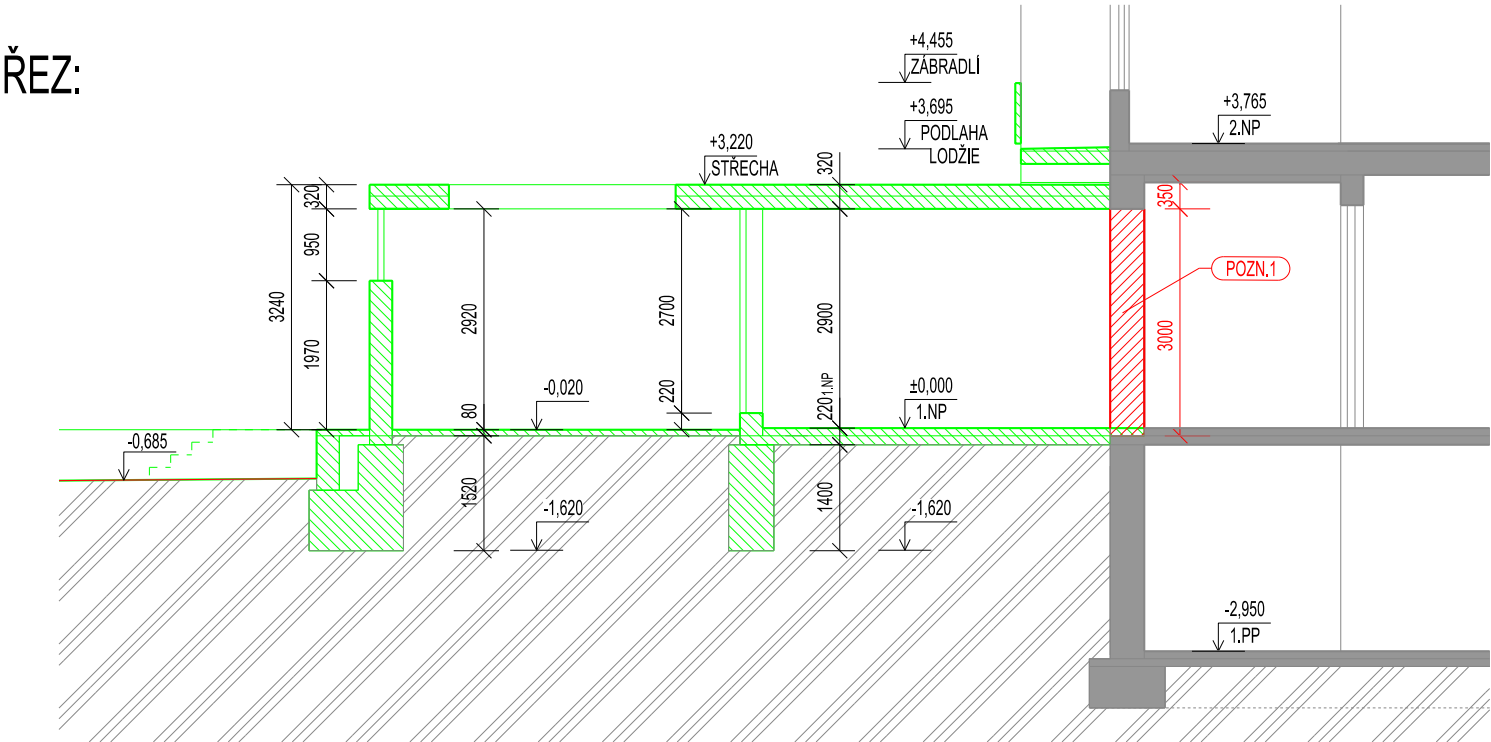 ŘEZ:
+4,455
ZÁBRADLÍ
+3,695
PODLAHA
LODŽIE
+3,765
2.NP
+3,220
STŘECHA
320
320
350
950
3240
1970
2920
2700
2900
3000
POZN.1
220
80
-0,020
220
1.NP
±0,000
1.NP
-0,685
1520
1400
-1,620
-1,620
-2,950
1.PP